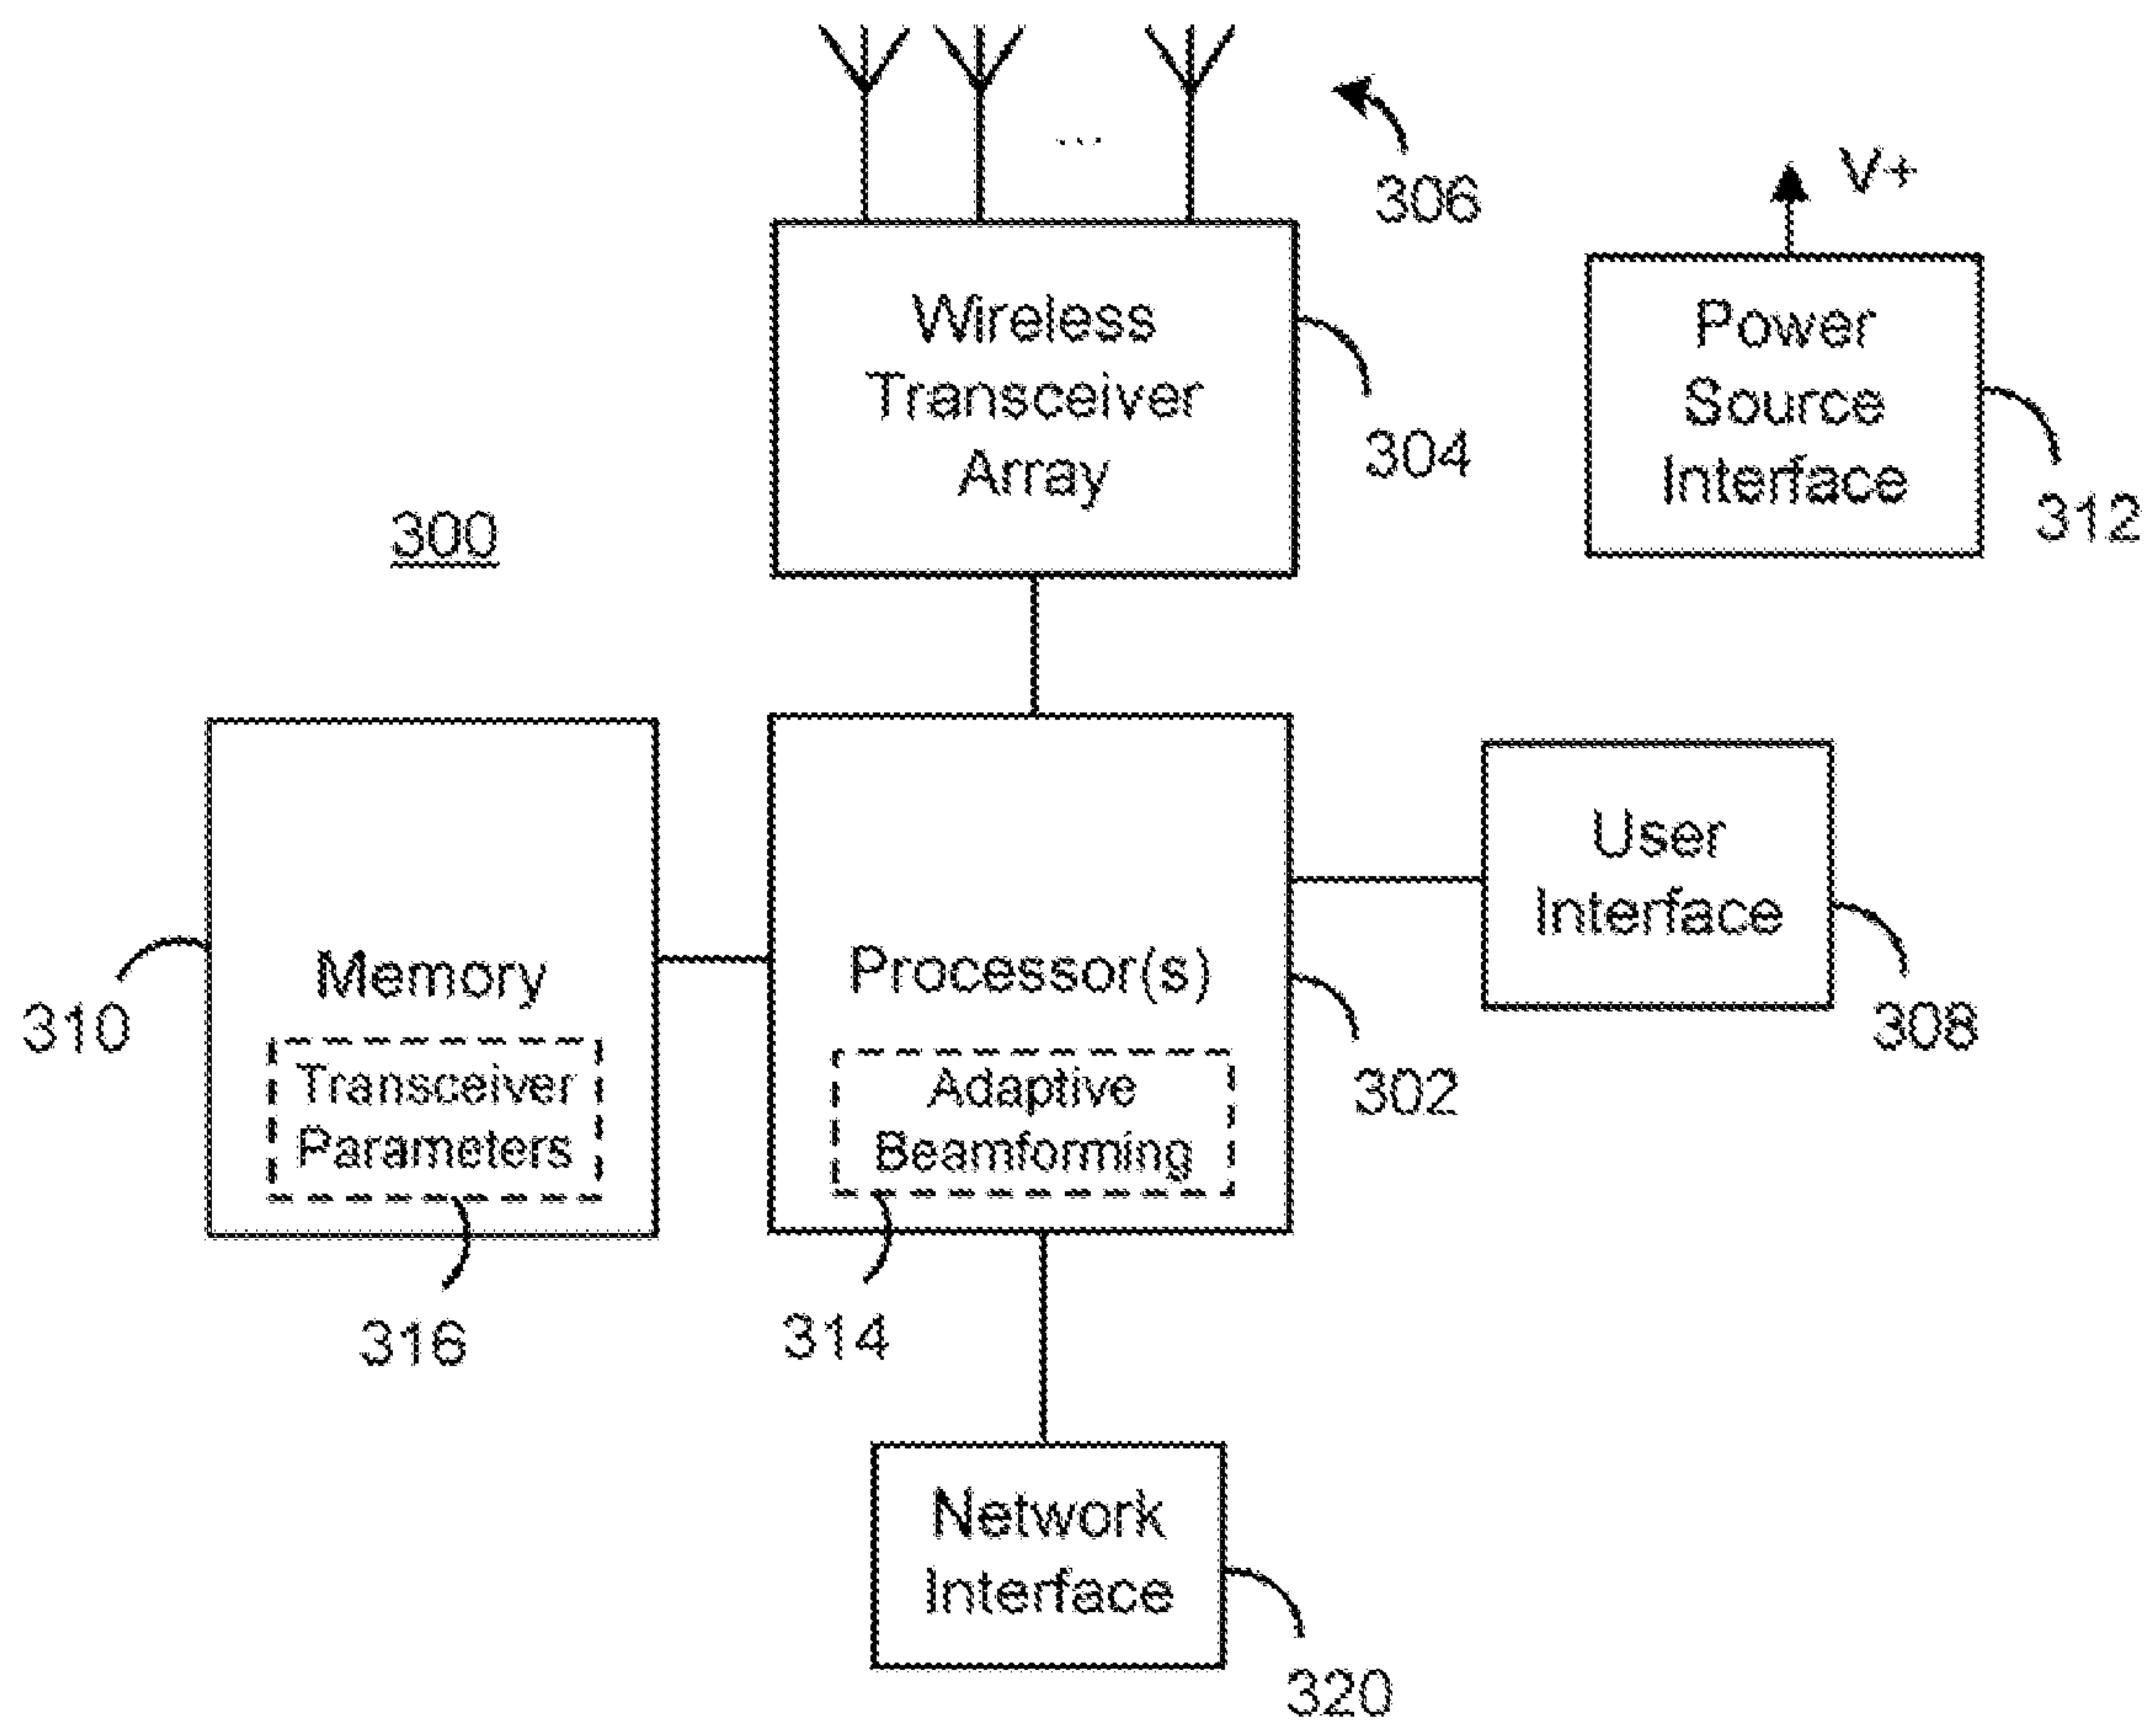 ...
306
V+
Wireless
Transceiver
Array
304
Power
Source
Interface
312
300
Memory
Transceiver
Parameters
310
316
Processor(s)
Adaptive
Beamforming
302
314
User
Interface
308
Network
Interface
320